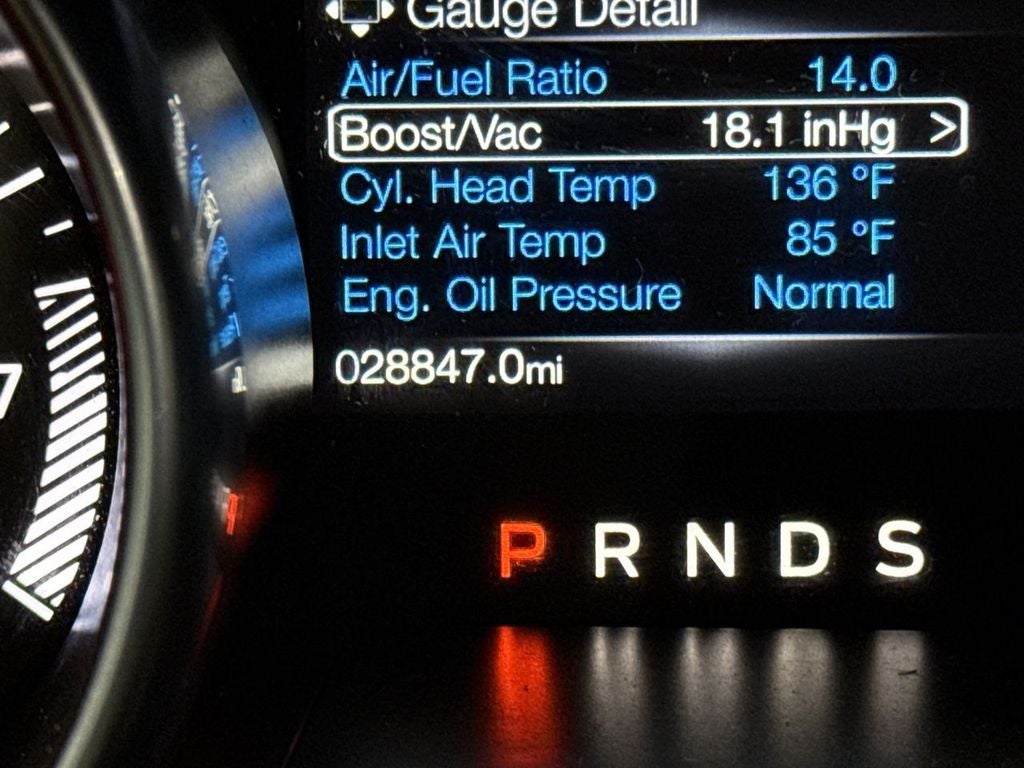 Gauge Detail
Air/Fuel Ratio 14.0
Boost/Vac 18.1 inHg >
Cyl. Head Temp 136 °F
Inlet Air Temp 85 °F
Eng. Oil Pressure Normal
028847.0mi
7
P R N D S